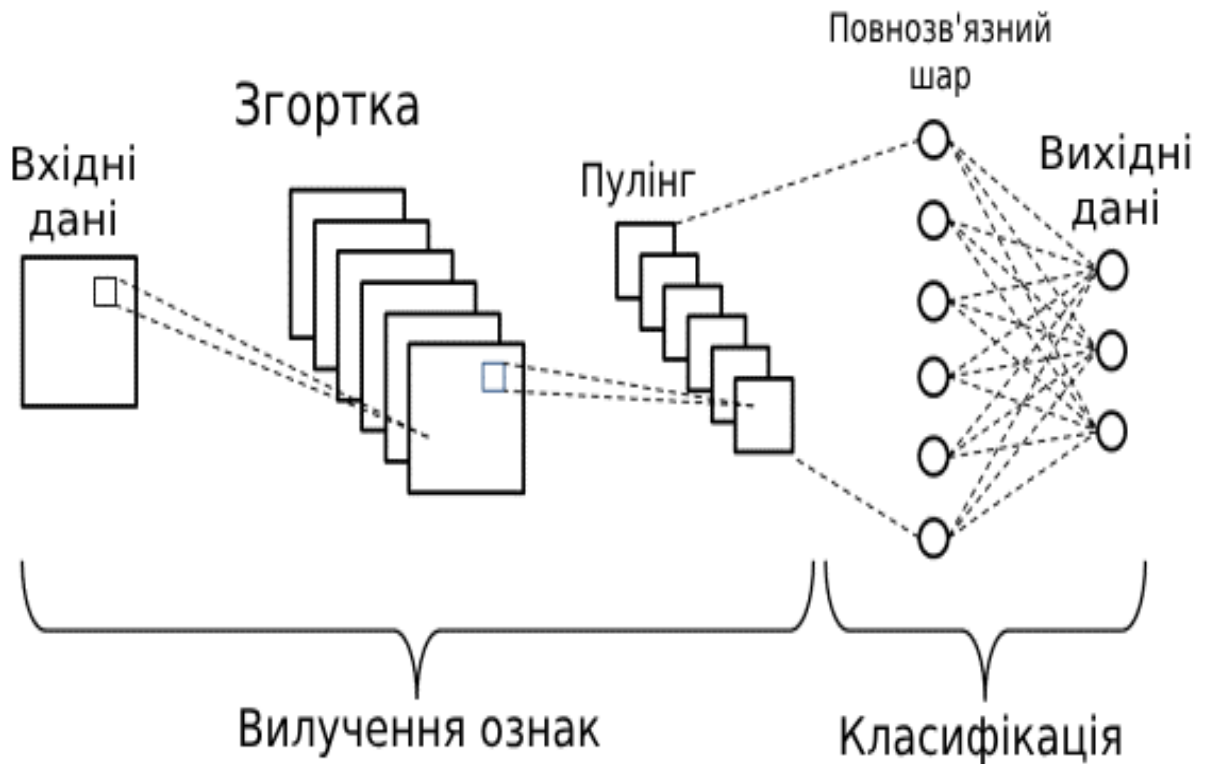 Вхідні
дані
Згортка
Пулінг
Повнозв'язний
шар
Вихідні
дані
Вилучення ознак
Класифікація